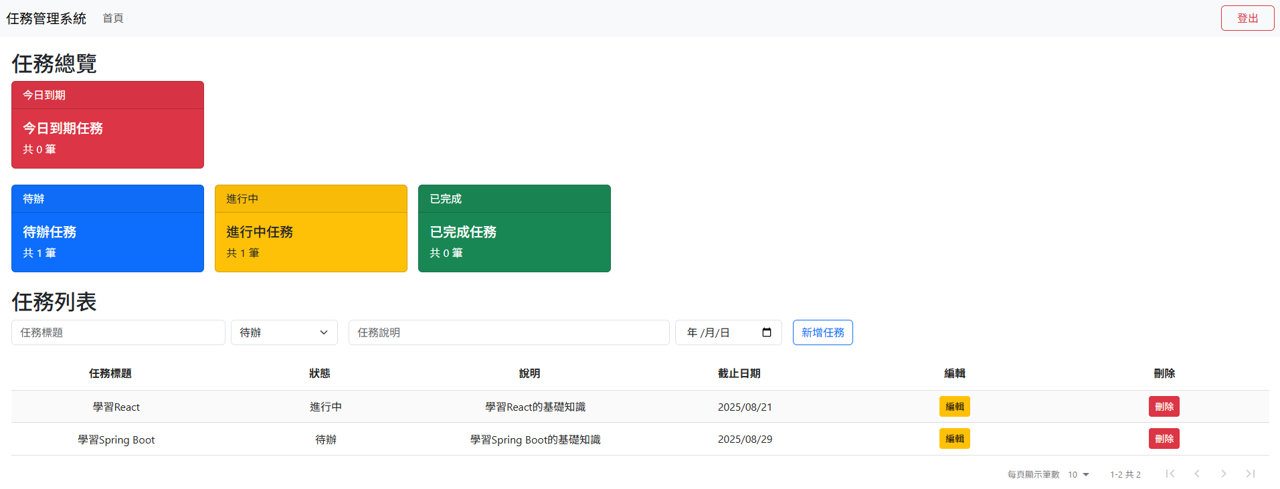 任務管理系統 首頁 登出
任務總覽
今日到期
今日到期任務
共 0 筆
待辦 進行中 已完成
待辦任務 進行中任務 已完成任務
共 1 筆 共 1 筆 共 0 筆
任務列表
任務標題 待辦 任務說明 年 /月/日 新增任務
任務標題 狀態 說明 截止日期 編輯 刪除
學習React 進行中 學習React的基礎知識 2025/08/21 編輯 刪除
學習Spring Boot 待辦 學習Spring Boot的基礎知識 2025/08/29 編輯 刪除
每頁顯示筆數 10 1-2 共 2